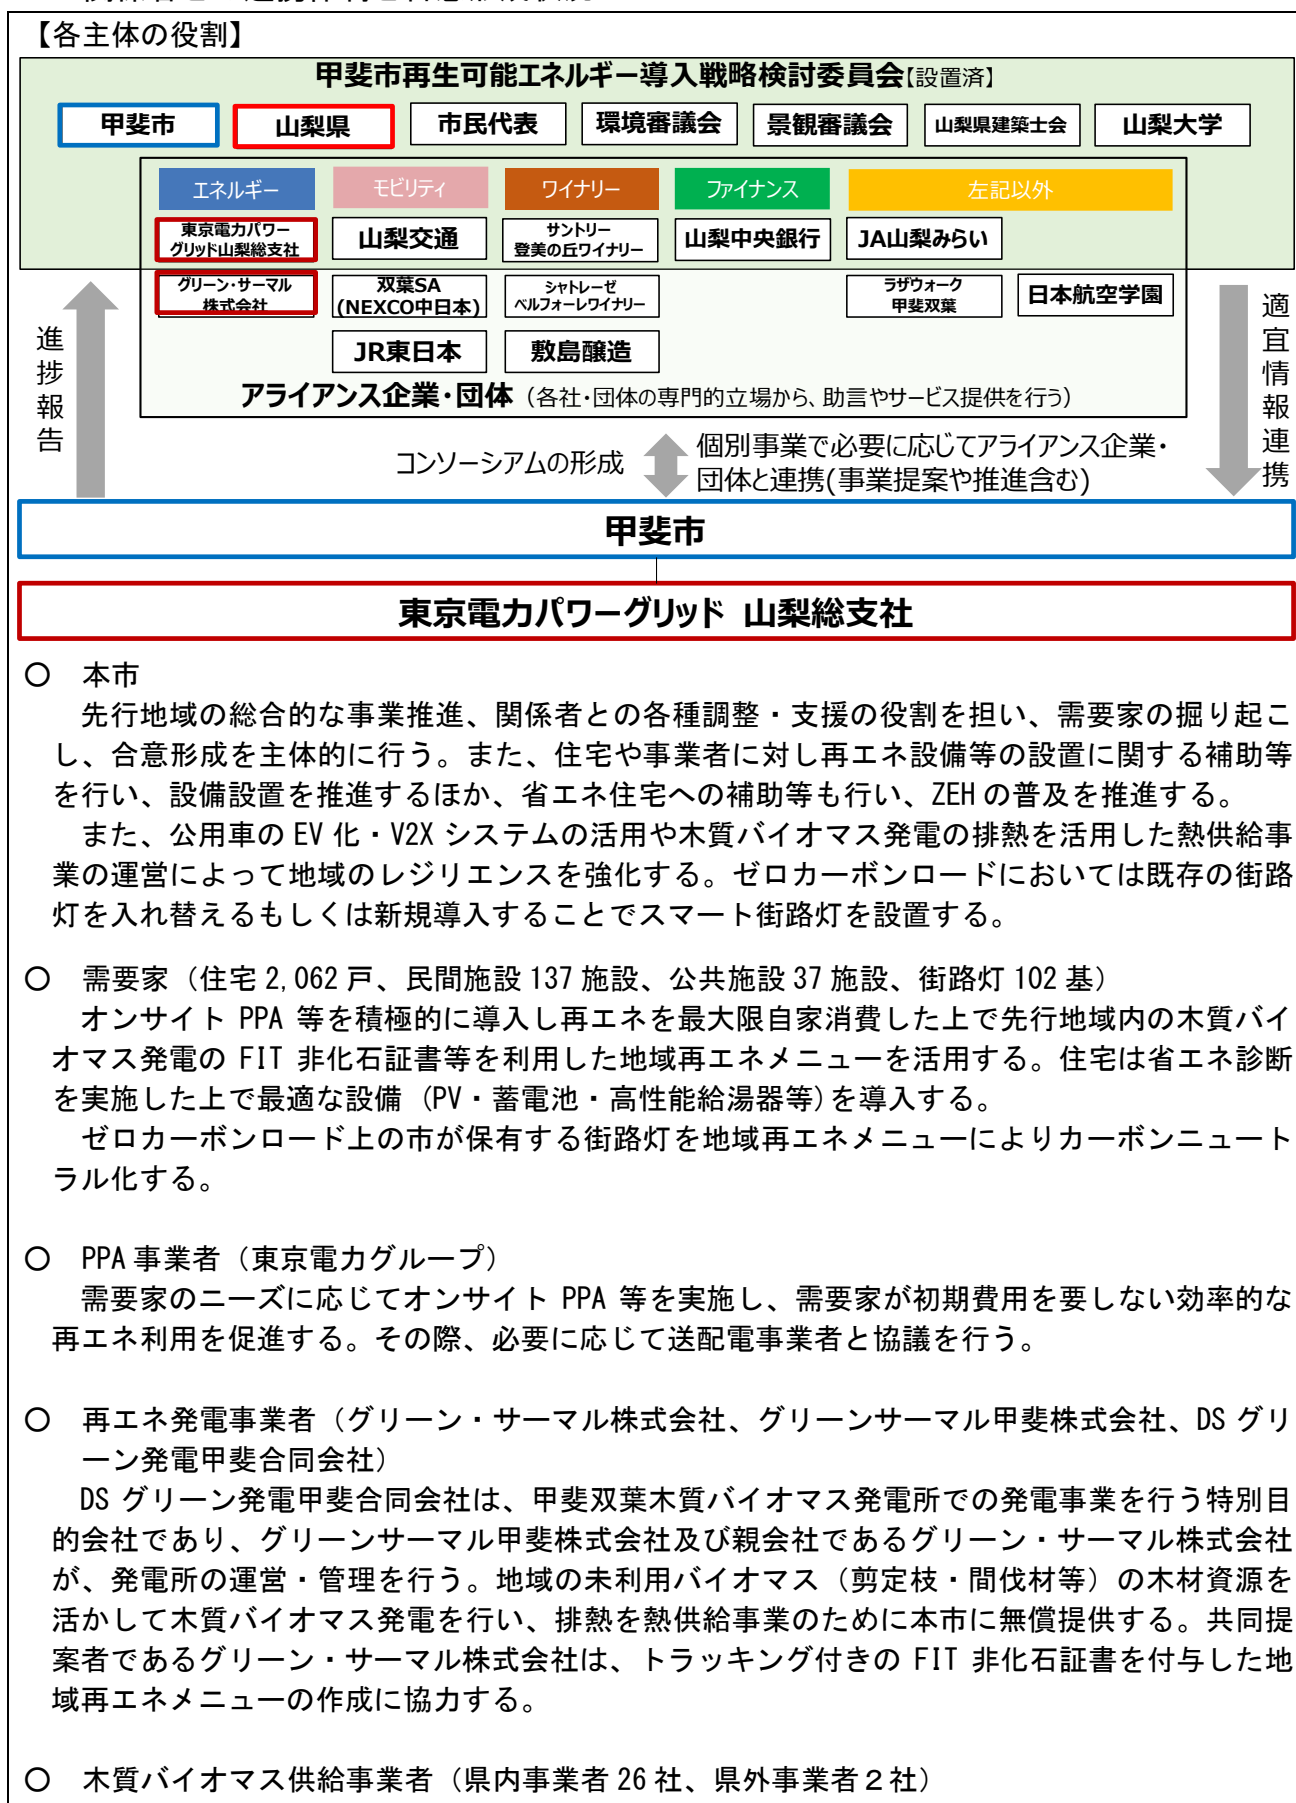 【各主体の役割】
甲斐市再生可能エネルギー導入戦略検討委員会【設置済】
甲斐市
山梨県
市民代表
環境審議会
景観審議会
山梨県建築士会
山梨大学
エネルギー
モビリティ
ワイナリー
ファイナンス
左記以外
東京電力パワー
グリッド山梨総支社
山梨交通
サントリー
登美の丘ワイナリー
山梨中央銀行
JA山梨みらい
グリーン・サーマル
株式会社
双葉SA
(NEXCO中日本)
シャトレーゼ
ベルフォーレワイナリー
ラザウォーク
甲斐双葉
日本航空学園
JR東日本
敷島醸造
アライアンス企業・団体（各社・団体の専門的立場から、助言やサービス提供を行う）
進捗報告
適宜情報連携
コンソーシアムの形成
個別事業で必要に応じてアライアンス企業・
団体と連携(事業提案や推進含む)
甲斐市
東京電力パワーグリッド 山梨総支社
〇 本市
先行地域の総合的な事業推進、関係者との各種調整・支援の役割を担い、需要家の掘り起こ
し、合意形成を主体的に行う。また、住宅や事業者に対し再エネ設備等の設置に関する補助等
を行い、設備設置を推進するほか、省エネ住宅への補助等も行い、ZEHの普及を推進する。
また、公用車のEV化・V2Xシステムの活用や木質バイオマス発電の排熱を活用した熱供給事
業の運営によって地域のレジリエンスを強化する。ゼロカーボンロードにおいては既存の街路
灯を入れ替えるもしくは新規導入することでスマート街路灯を設置する。
〇 需要家（住宅2,062戸、民間施設137施設、公共施設37施設、街路灯102基）
オンサイト PPA 等を積極的に導入し再エネを最大限自家消費した上で先行地域内の木質バイ
オマス発電の FIT 非化石証書等を利用した地域再エネメニューを活用する。住宅は省エネ診断
を実施した上で最適な設備（PV・蓄電池・高性能給湯器等)を導入する。
ゼロカーボンロード上の市が保有する街路灯を地域再エネメニューによりカーボンニュート
ラル化する。
〇 PPA事業者（東京電力グループ）
需要家のニーズに応じてオンサイト PPA 等を実施し、需要家が初期費用を要しない効率的な
再エネ利用を促進する。その際、必要に応じて送配電事業者と協議を行う。
〇 再エネ発電事業者（グリーン・サーマル株式会社、グリーンサーマル甲斐株式会社、DSグリ
ーン発電甲斐合同会社）
DS グリーン発電甲斐合同会社は、甲斐双葉木質バイオマス発電所での発電事業を行う特別目
的会社であり、グリーンサーマル甲斐株式会社及び親会社であるグリーン・サーマル株式会社
が、発電所の運営・管理を行う。地域の未利用バイオマス（剪定枝・間伐材等）の木材資源を
活かして木質バイオマス発電を行い、排熱を熱供給事業のために本市に無償提供する。共同提
案者であるグリーン・サーマル株式会社は、トラッキング付きの FIT 非化石証書を付与した地
域再エネメニューの作成に協力する。
〇 木質バイオマス供給事業者（県内事業者26社、県外事業者２社）